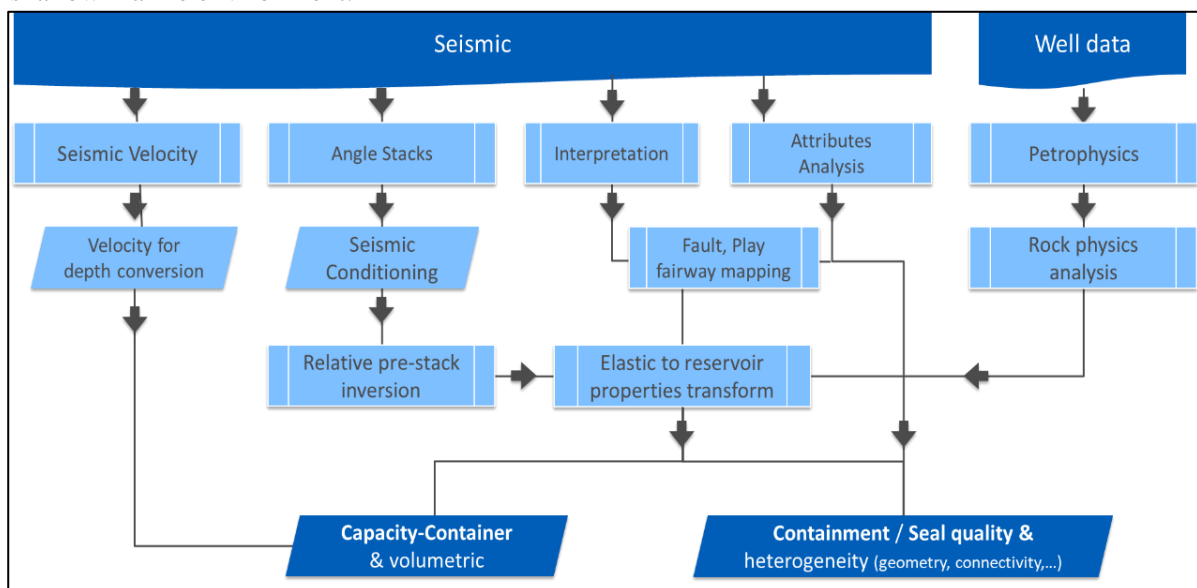 Seismic
Well data
Seismic Velocity
Angle Stacks
Interpretation
Attributes
Analysis
Petrophysics
Velocity for
depth conversion
Seismic
Conditioning
Fault, Play
fairway mapping
Rock physics
analysis
Relative pre-stack
inversion
Elastic to reservoir
properties transform
Capacity-Container
& volumetric
Containment / Seal quality &
heterogeneity (geometry, connectivity,...)